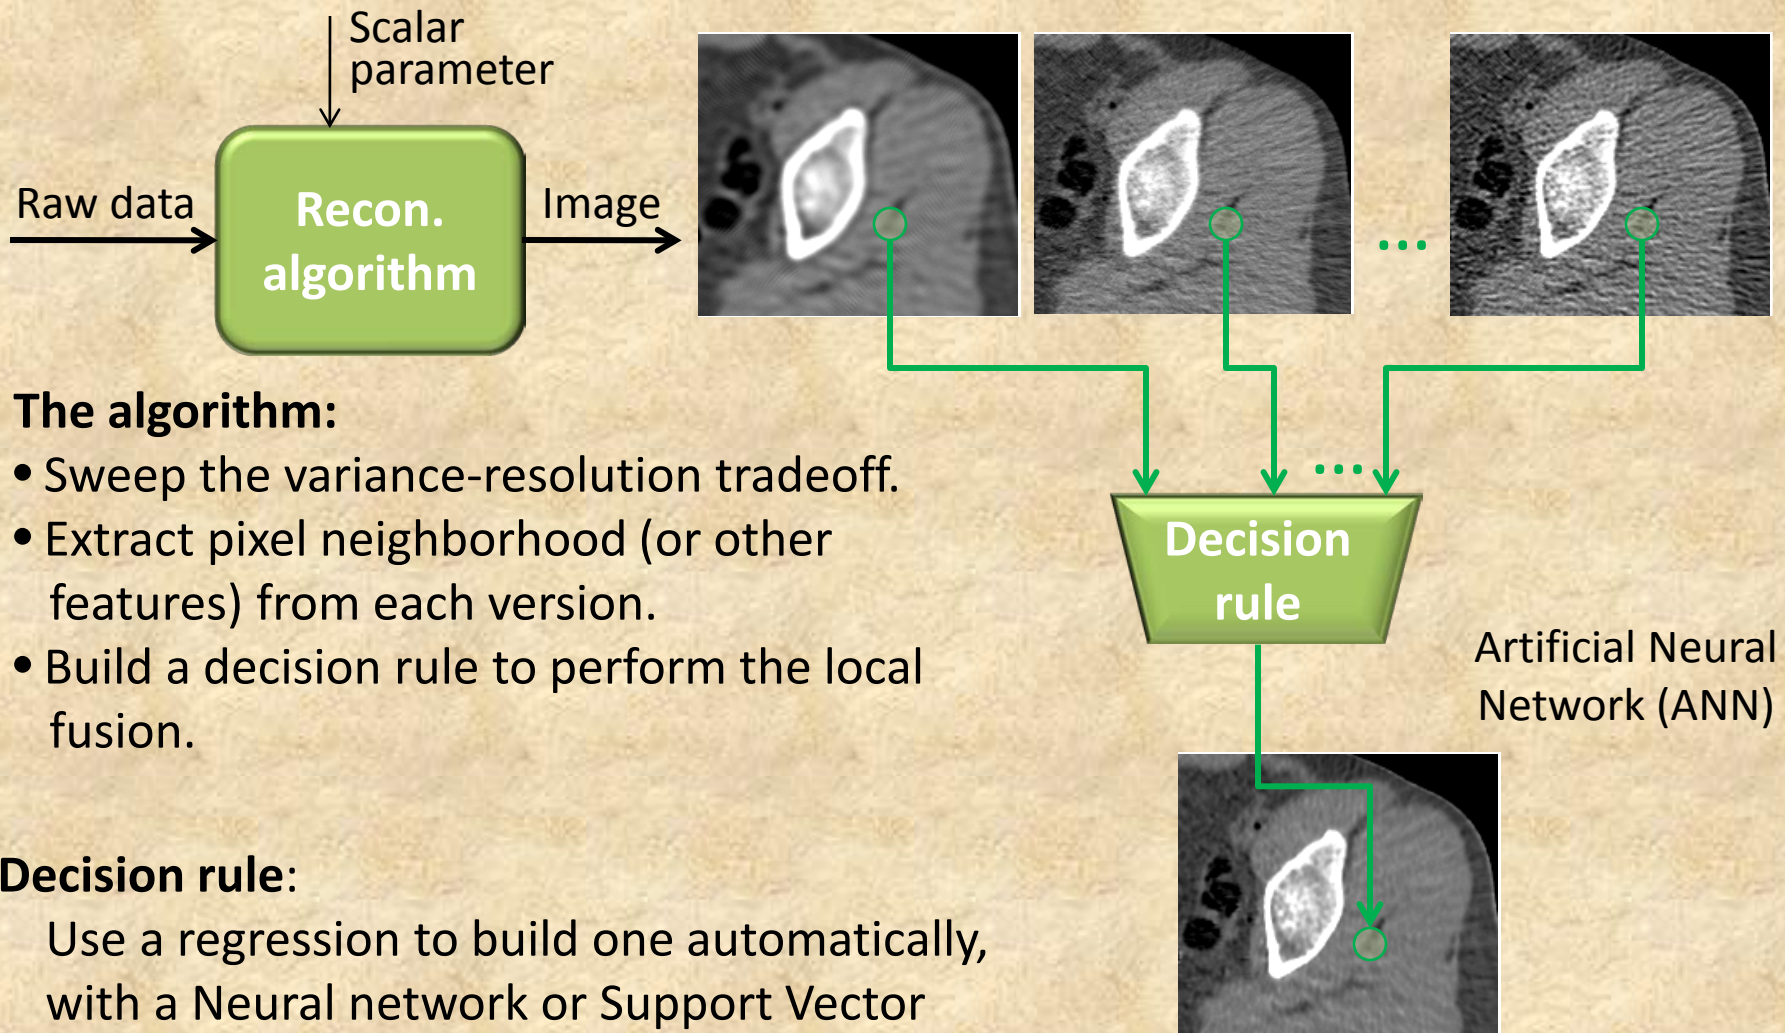 Scalar
parameter
Raw data
Recon.
algorithm
Image
...
The algorithm:
• Sweep the variance-resolution tradeoff.
• Extract pixel neighborhood (or other
features) from each version.
• Build a decision rule to perform the local
fusion.
...
Decision
rule
Artificial Neural
Network (ANN)
Decision rule:
Use a regression to build one automatically,
with a Neural network or Support Vector